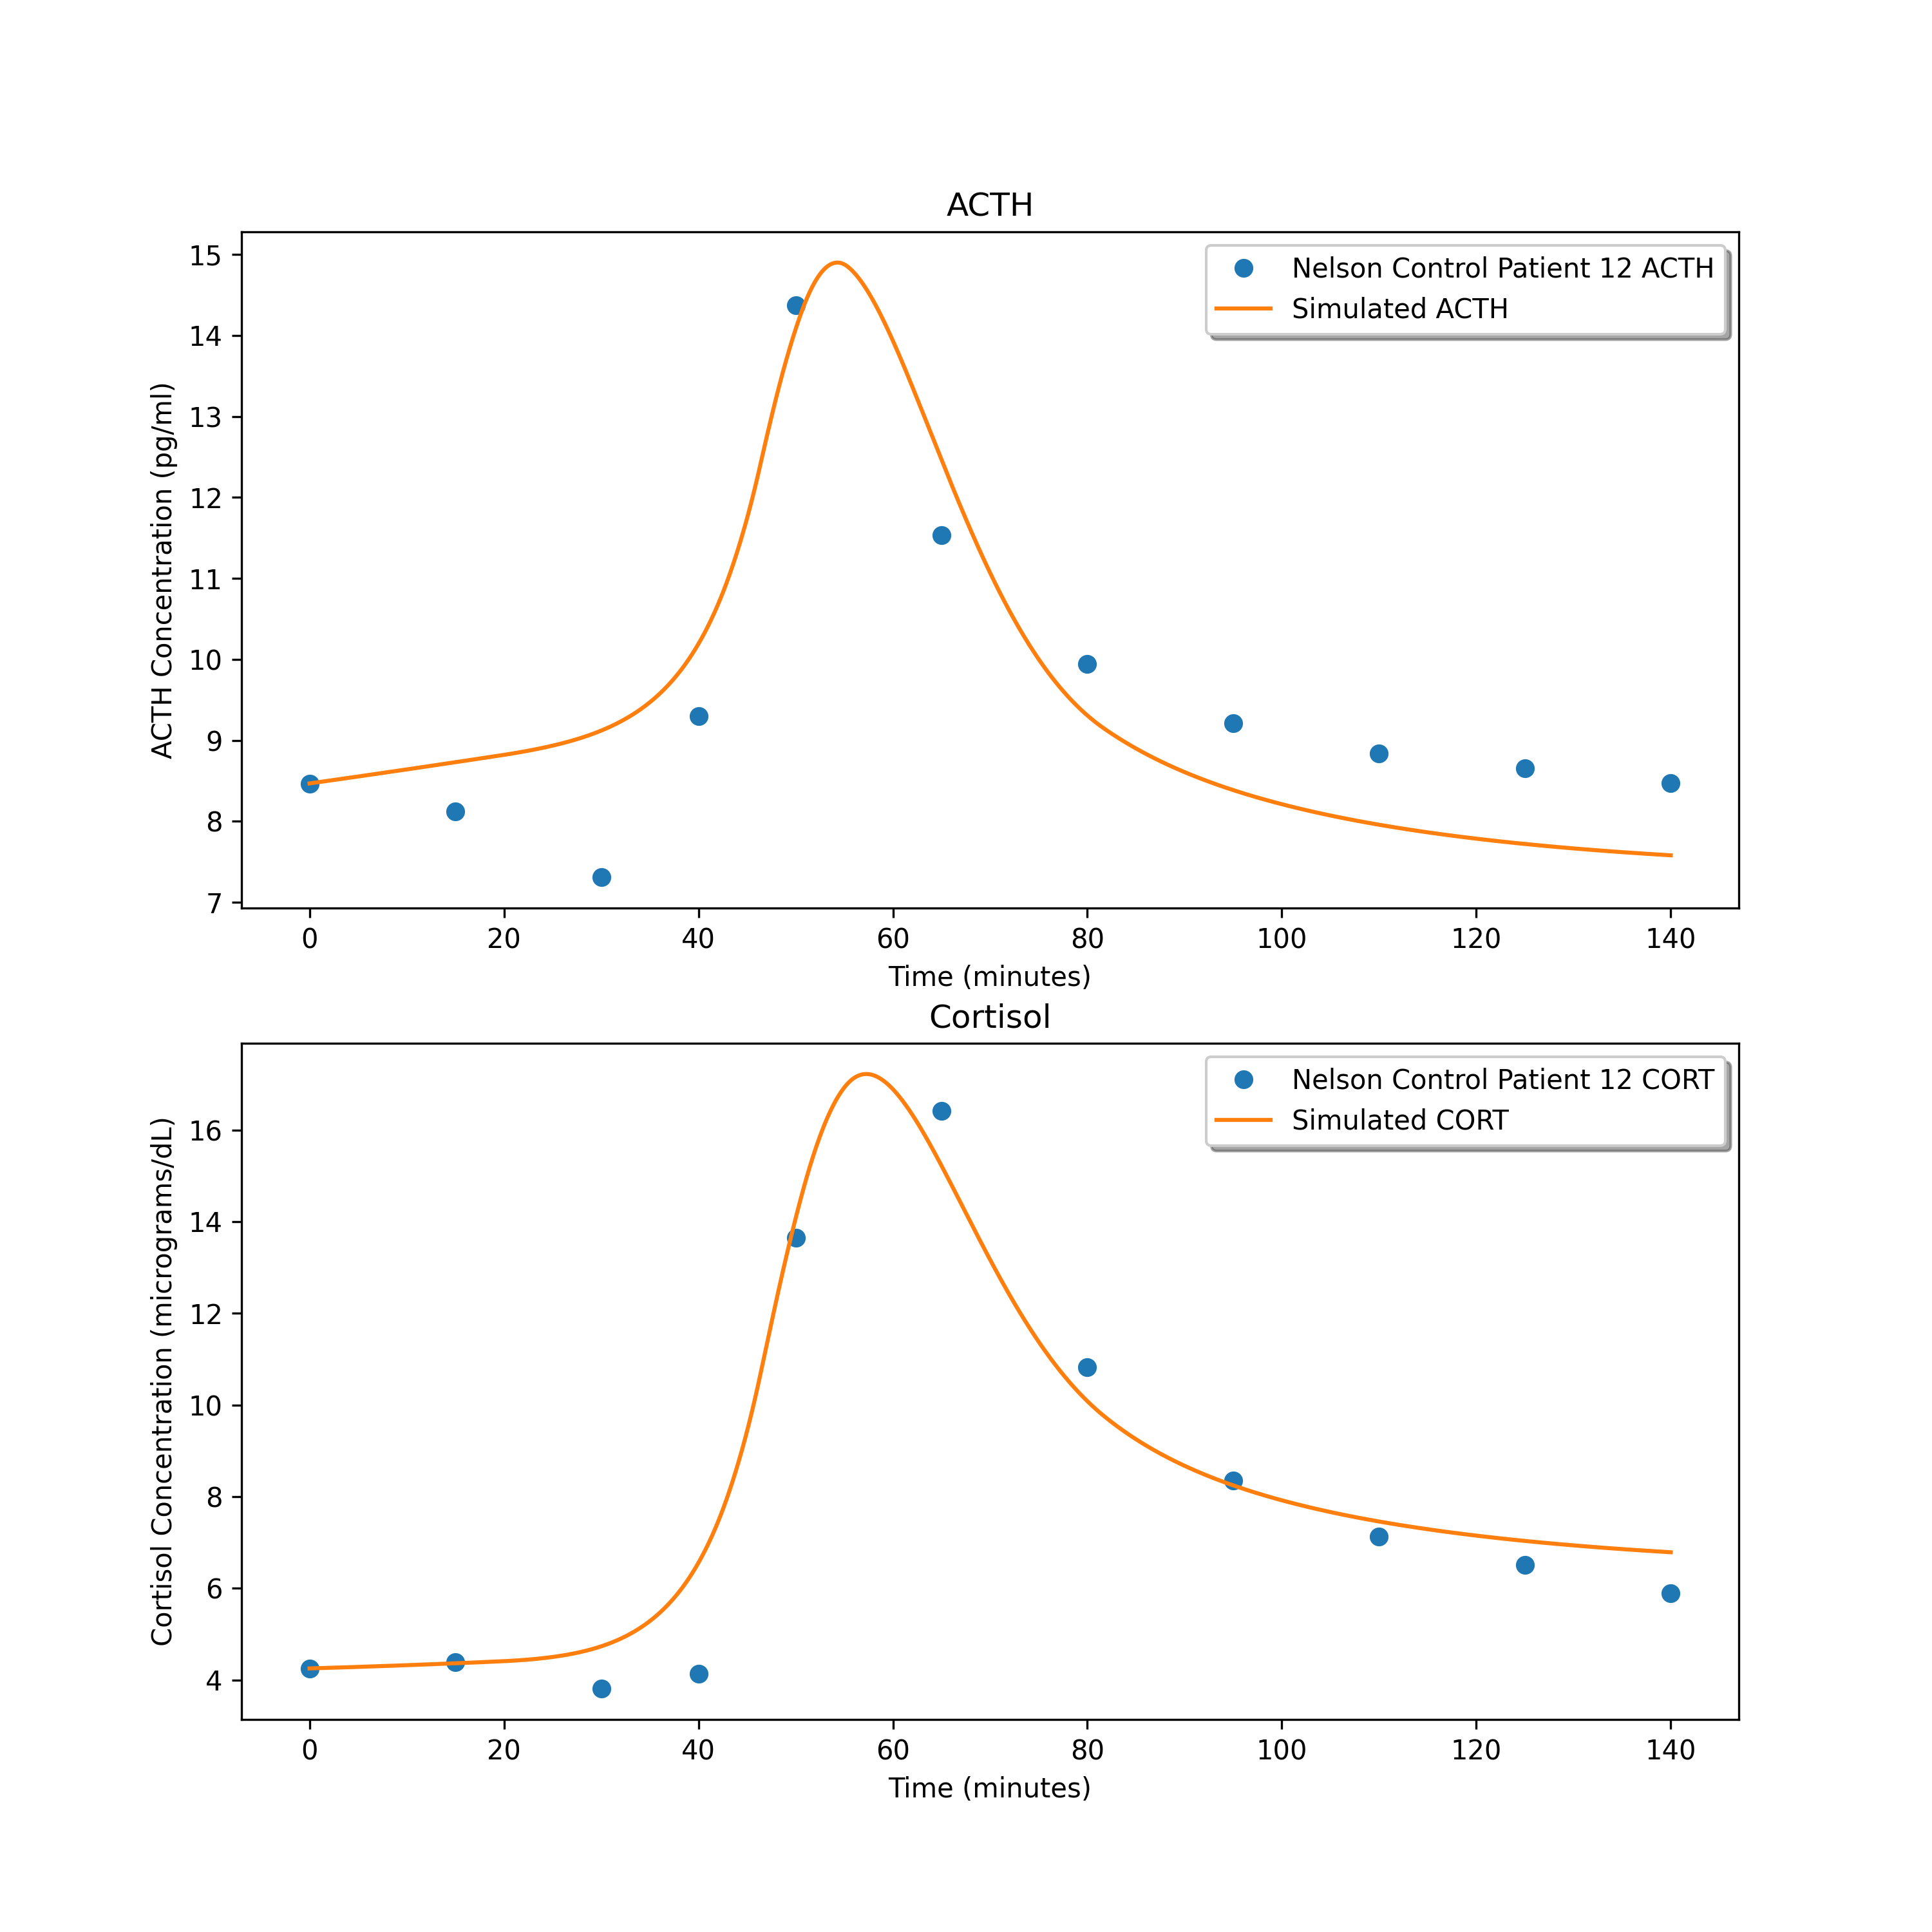 ACTH
15
14
13
12
11
10
9
8
7
ACTH Concentration (pg/ml)
Nelson Control Patient 12 ACTH
Simulated ACTH
0 20 40 60 80 100 120 140
Time (minutes)
Cortisol
16
14
12
10
8
6
4
Cortisol Concentration (micrograms/dL)
Nelson Control Patient 12 CORT
Simulated CORT
0 20 40 60 80 100 120 140
Time (minutes)